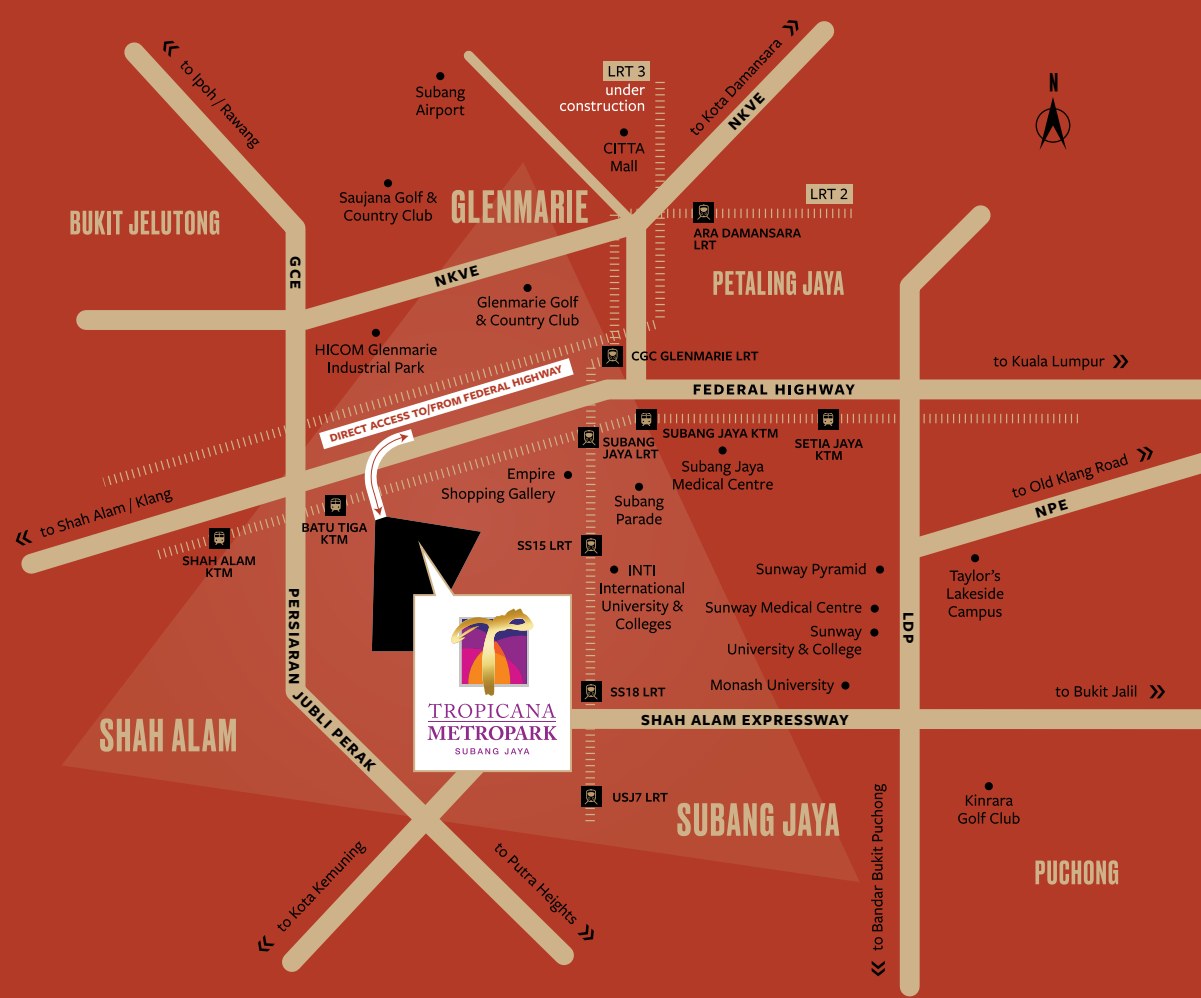 to Ipoh / Rawang
Subang
Airport
LRT 3
under
construction
CITTA
Mall
to Kota Damansara
NKVE
N
Saujana Golf &
Country Club
GLENMARIE
BUKIT JELUTONG
LRT 2
ARA DAMANSARA
LRT
PETALING JAYA
GCE
NKVE
Glenmarie Golf
& Country Club
HICOM Glenmarie
Industrial Park
CGC GLENMARIE LRT
to Kuala Lumpur
FEDERAL HIGHWAY
DIRECT ACCESS TO/FROM FEDERAL HIGHWAY
SUBANG
JAYA LRT
SUBANG JAYA KTM
SETIA JAYA
KTM
Subang Jaya
Medical Centre
Empire
Shopping Gallery
Subang
Parade
to Old Klang Road
NPE
to Shah Alam / Klang
BATU TIGA
KTM
SHAH ALAM
KTM
SS15 LRT
INTI
International
University &
Colleges
Sunway Pyramid
Sunway Medical Centre
Sunway
University & College
Monash University
Taylor's
Lakeside
Campus
LDP
PERSIARAN
JUBLI PERAK
SS18 LRT
to Bukit Jalil
SHAH ALAM EXPRESSWAY
SHAH ALAM
TROPICANA
METROPARK
SUBANG JAYA
USJ7 LRT
SUBANG JAYA
Kinrara
Golf Club
PUCHONG
to Kota Kemuning
to Putra Heights
to Bandar Bukit Puchong